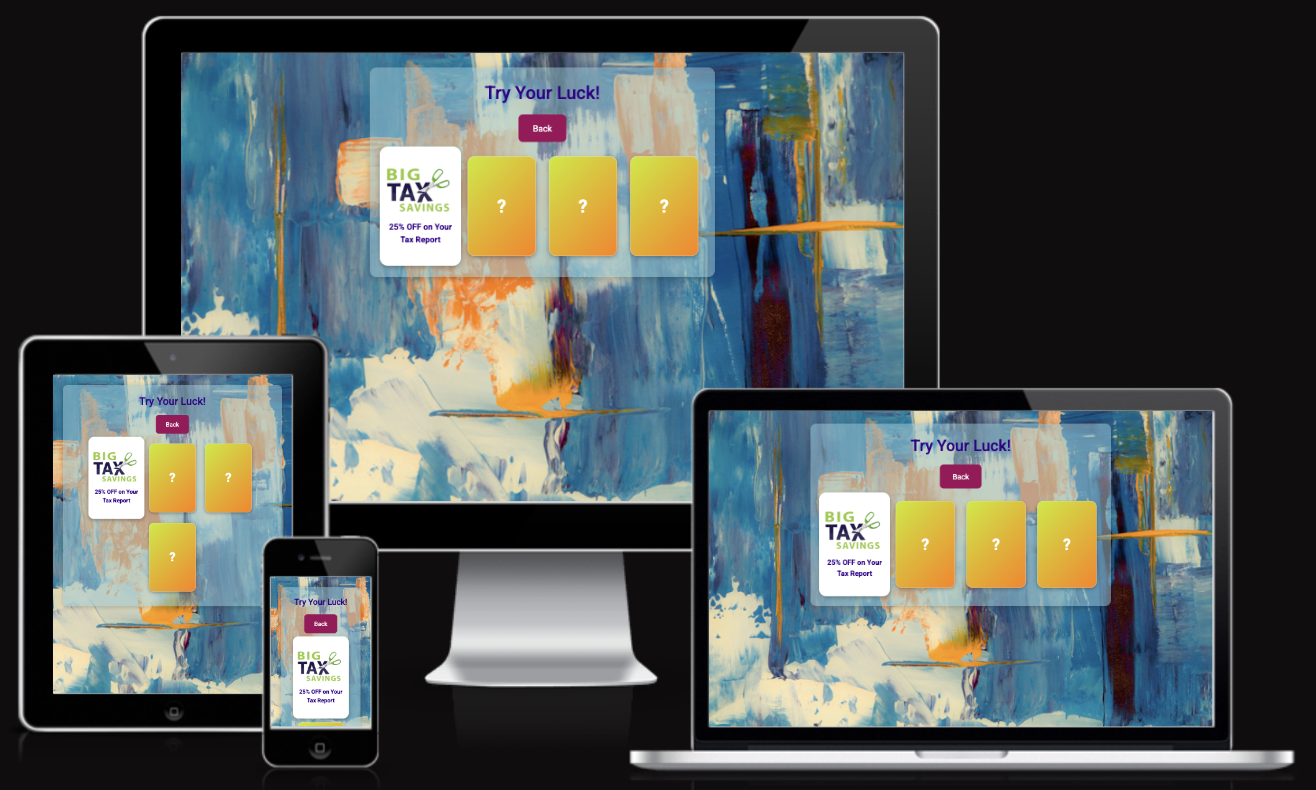 Try Your Luck!
Back
BIG
TAX
SAVINGS
25% OFF on Your
Tax Report
?
?
?
Try Your Luck!
Back
BIG
TAX
SAVINGS
25% OFF on Your
Tax Report
?
?
?
Try Your Luck!
Back
BIG
TAX
SAVINGS
25% OFF on Your
Tax Report
Try Your Luck!
Back
BIG
TAX
SAVINGS
25% OFF on Your
Tax Report
?
?
?